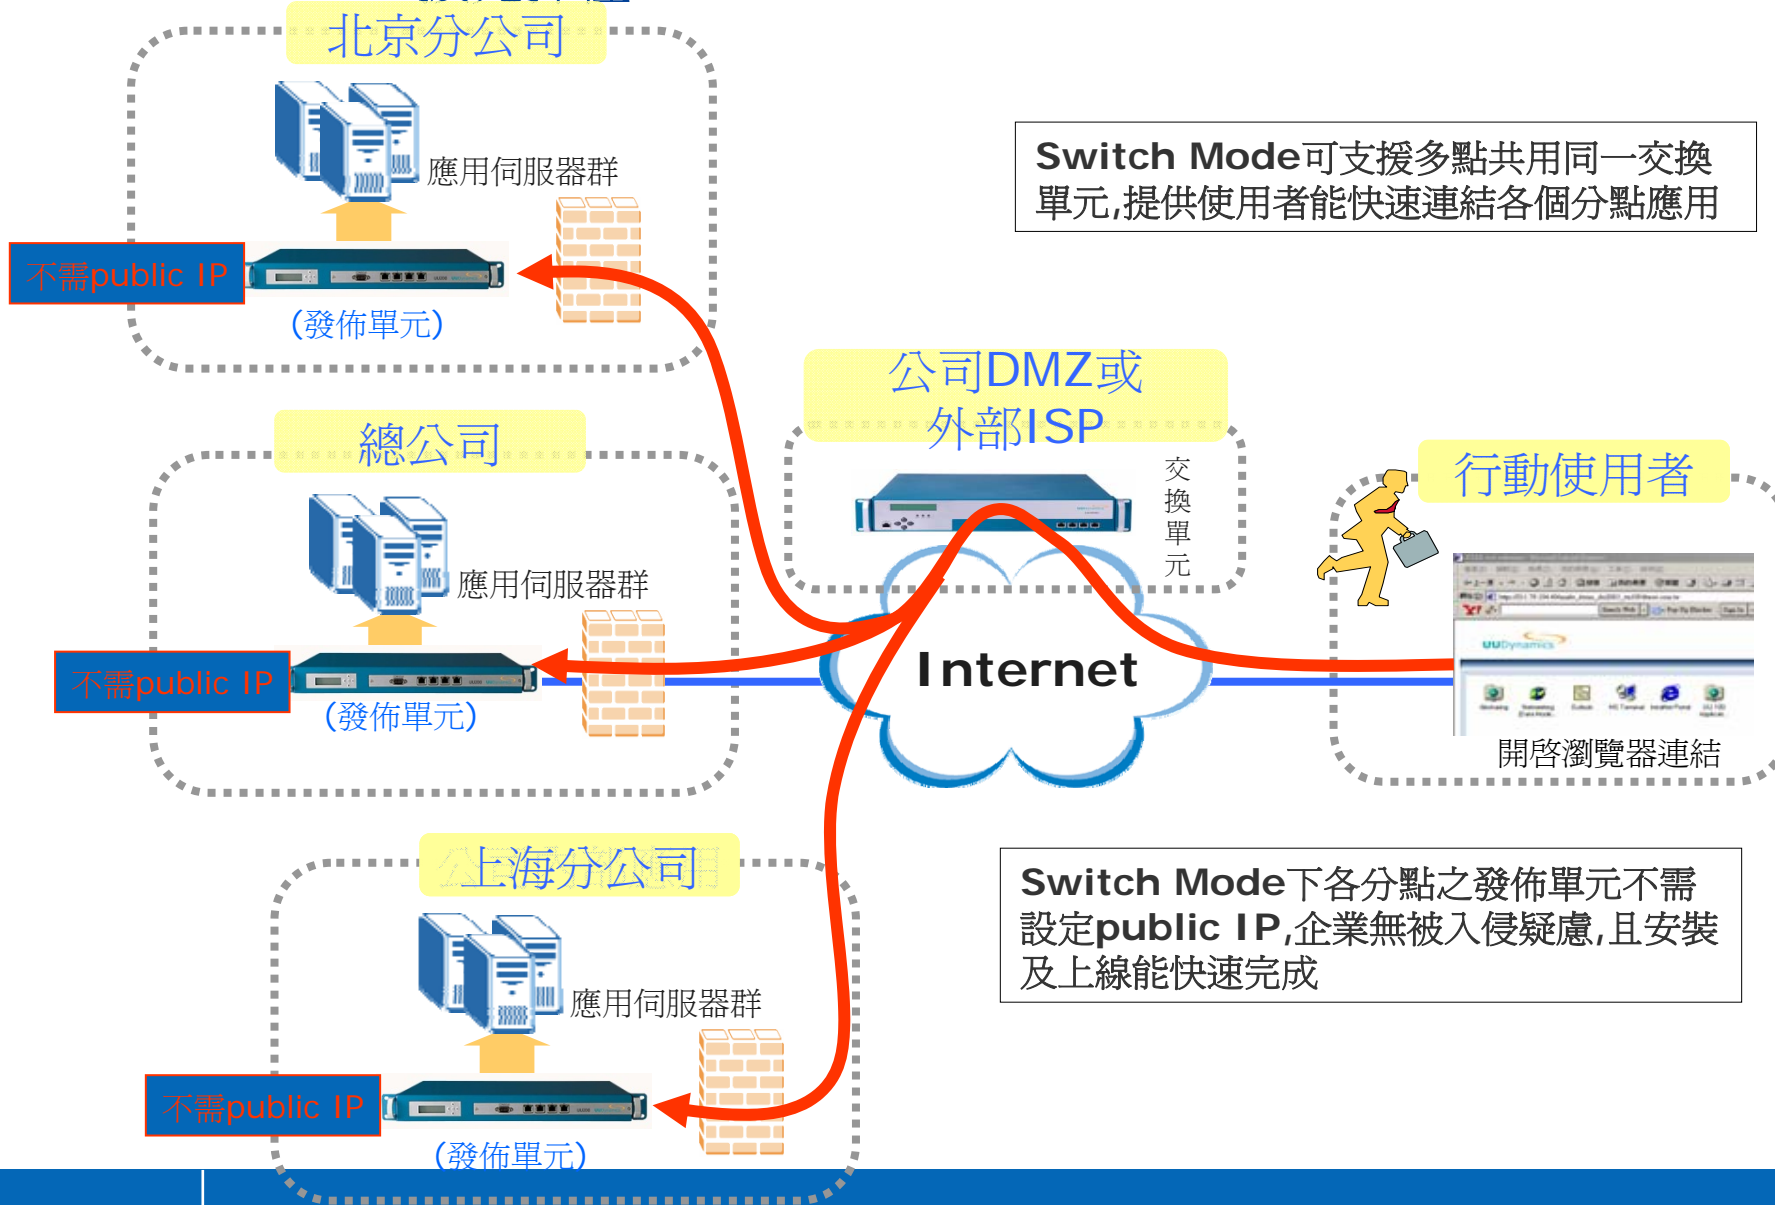 北京分公司
應用伺服器群
不需public IP
(發佈單元)
Switch Mode可支援多點共用同一交換
單元,提供使用者能快速連結各個分點應用
公司DMZ或
外部ISP
交
換
單
元
總公司
應用伺服器群
不需public IP
(發佈單元)
Internet
行動使用者
UUDynamics
開啟瀏覽器連結
上海分公司
應用伺服器群
不需public IP
(發佈單元)
Switch Mode下各分點之發佈單元不需
設定public IP,企業無被入侵疑慮,且安裝
及上線能快速完成